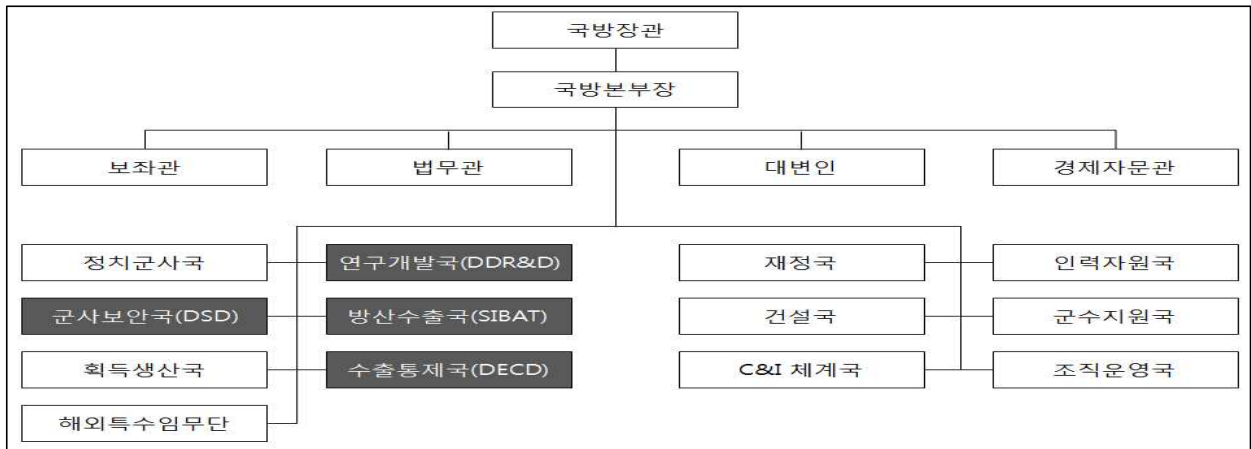 국방장관
국방본부장
보좌관
법무관
대변인
경제자문관
정치군사국
연구개발국(DDR&D)
재정국
인력자원국
군사보안국(DSD)
방산수출국(SIBAT)
건설국
군수지원국
획득생산국
수출통제국(DECD)
C&I 체계국
조직운영국
해외특수임무단